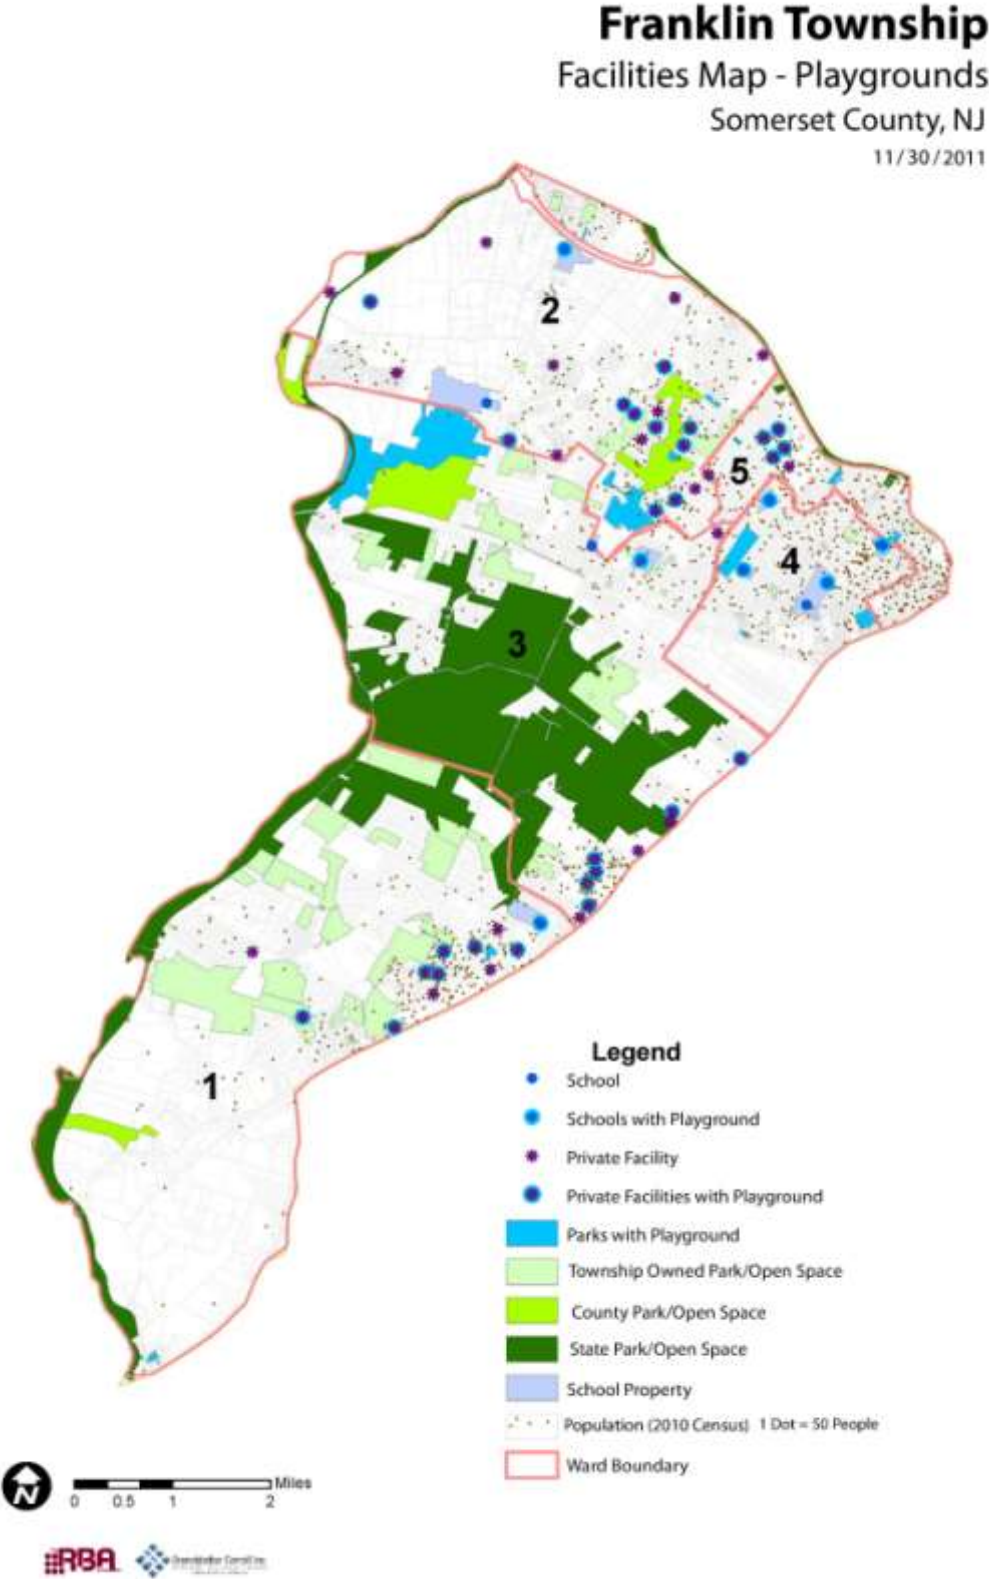 Franklin Township
Facilities Map - Playgrounds
Somerset County, NJ
11/30/2011
2
5
4
3
1
Legend
School
Schools with Playground
Private Facility
Private Facilities with Playground
Parks with Playground
Township Owned Park/Open Space
County Park/Open Space
State Park/Open Space
School Property
Population (2010 Census) 1 Dot = 50 People
Ward Boundary
N
Miles
0 0.5 1 2
RBA